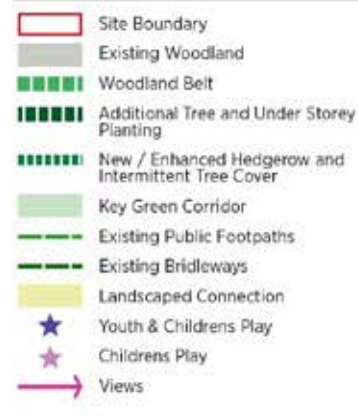 Site Boundary
Existing Woodland
Woodland Belt
Additional Tree and Under Storey
Planting
New / Enhanced Hedgerow and
Intermittent Tree Cover
Key Green Corridor
Existing Public Footpaths
Existing Bridleways
Landscaped Connection
Youth & Childrens Play
Childrens Play
Views